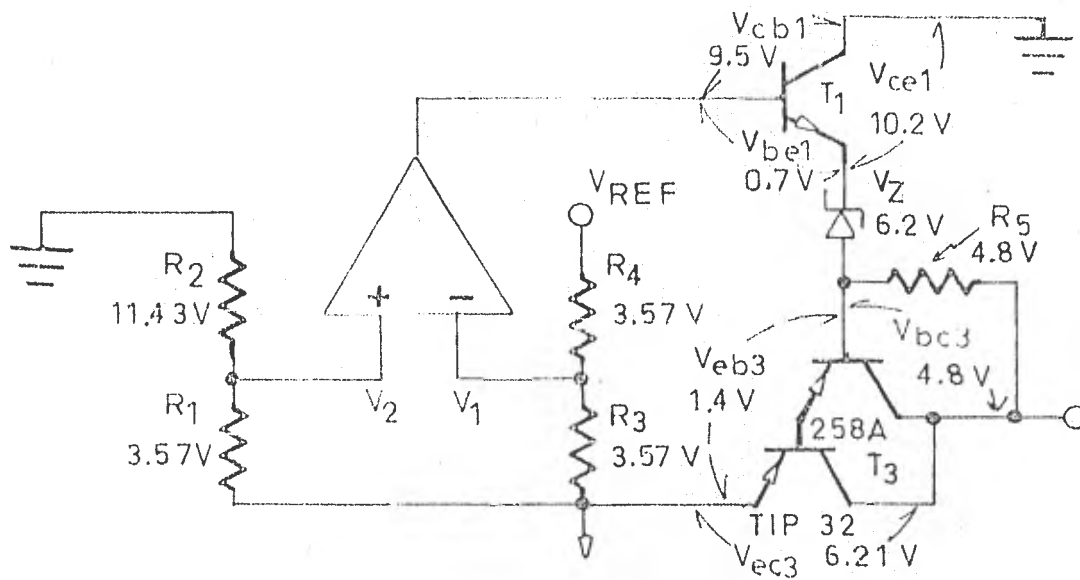 Vcb1
9.5 V
T1
Vce1
10.2 V
Vbe1
0.7 V
VZ
6.2 V
VREF
R5
4.8 V
R2
11.43V
R4
3.57 V
+
−
Vbc3
4.8 V
Veb3
1.4 V
V2
V1
R1
3.57V
R3
3.57 V
258A
T3
TIP 32
Vec3
6.21 V